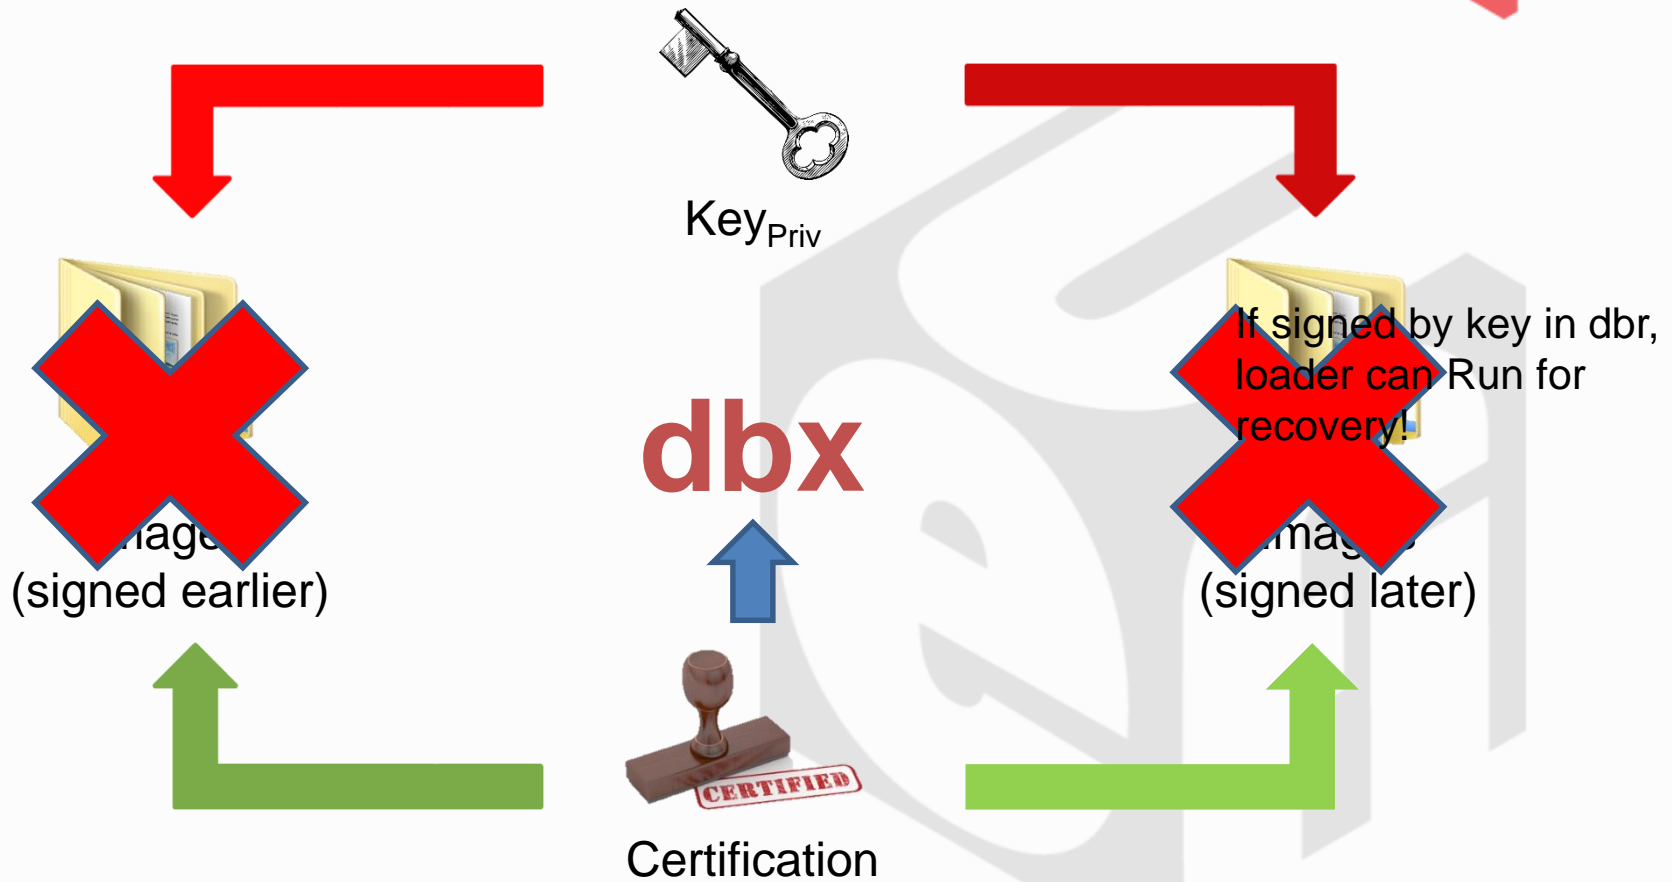 Key Priv
If signed by key in dbr,
loader can Run for
recovery!
dbx
(signed earlier)
(signed later)
CERTIFIED
Certification